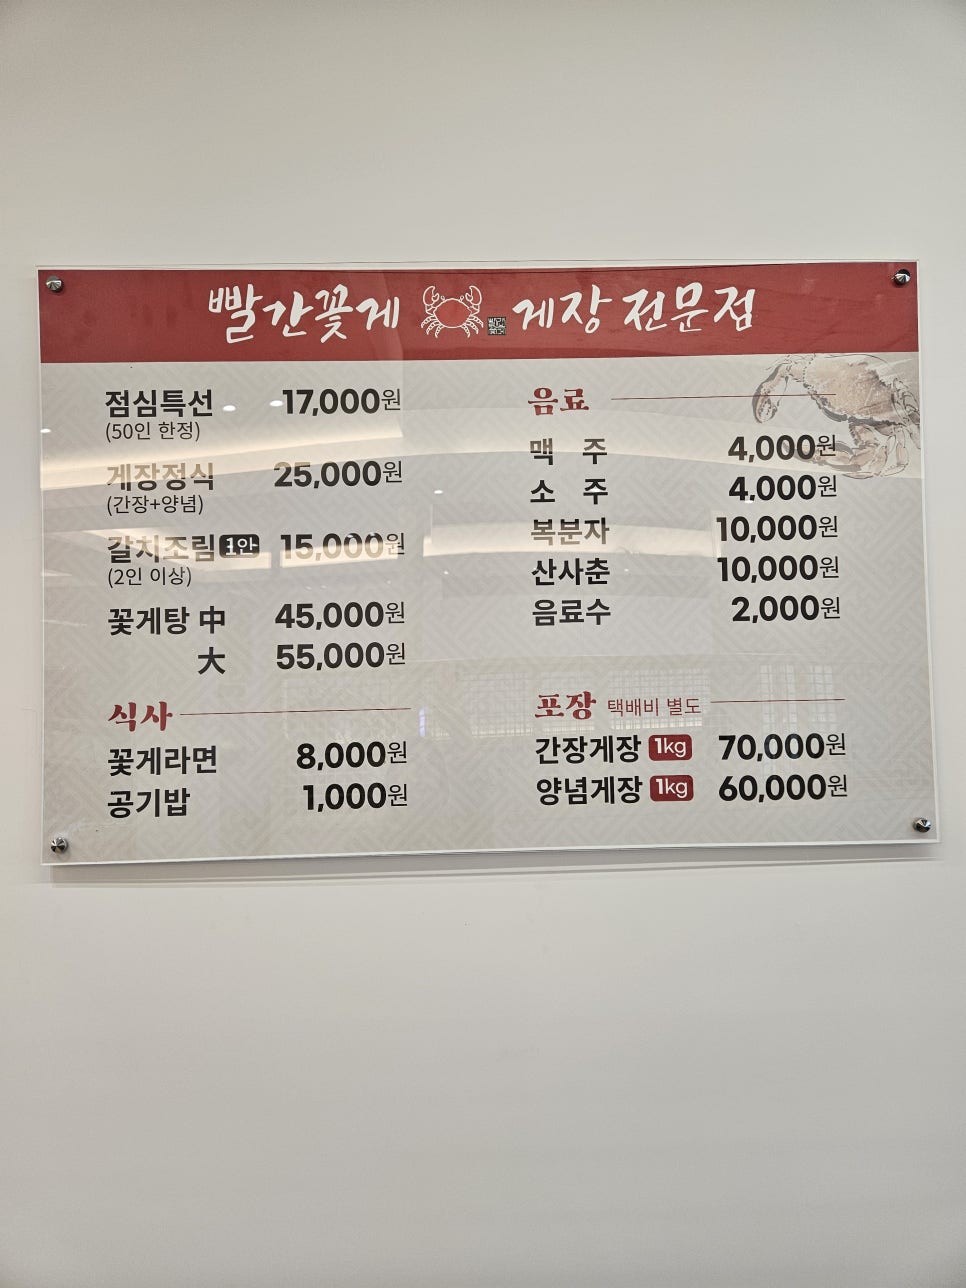 빨간꽃게 게장 전문점
점심특선 17,000원
(50인 한정)
게장정식 25,000원
(간장+양념)
갈치조림 1인 15,000원
(2인 이상)
꽃게탕 中 45,000원
大 55,000원
식사
꽃게라면 8,000원
공기밥 1,000원
음료
맥 주 4,000원
소 주 4,000원
복분자 10,000원
산사춘 10,000원
음료수 2,000원
포장 택배비 별도
간장게장 1kg 70,000원
양념게장 1kg 60,000원